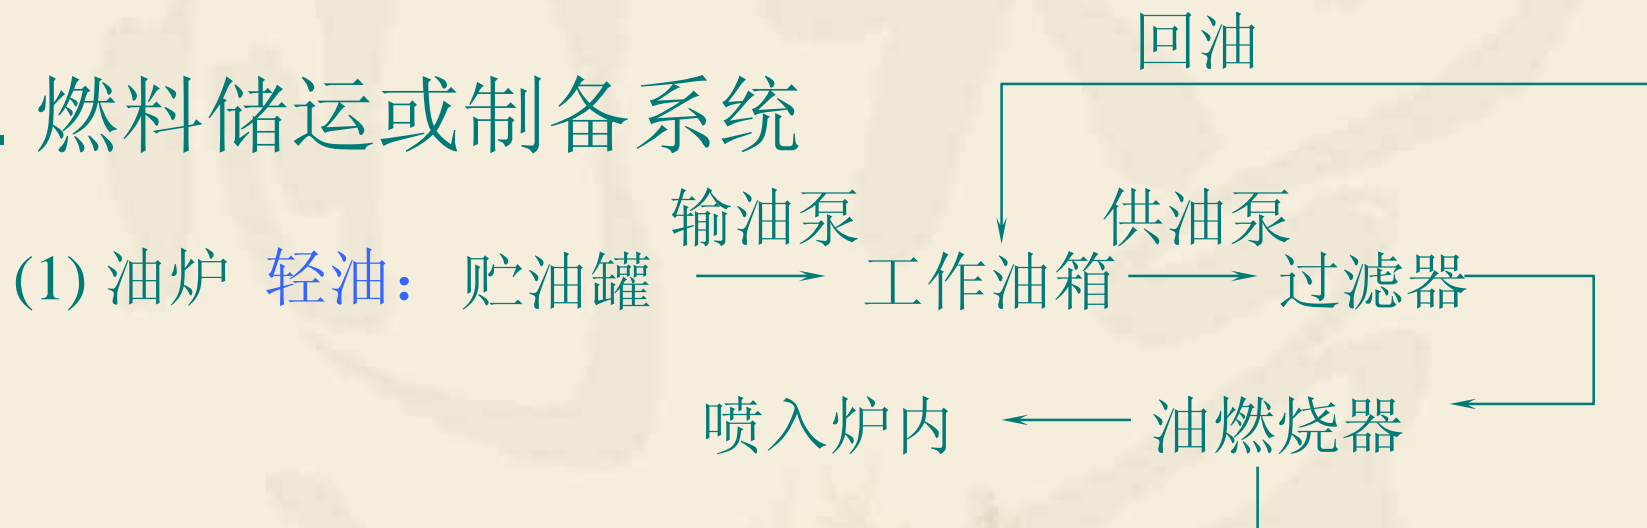 回油
. 燃料储运或制备系统
输油泵 供油泵
(1) 油炉 轻油： 贮油罐 工作油箱 过滤器
喷入炉内 油燃烧器